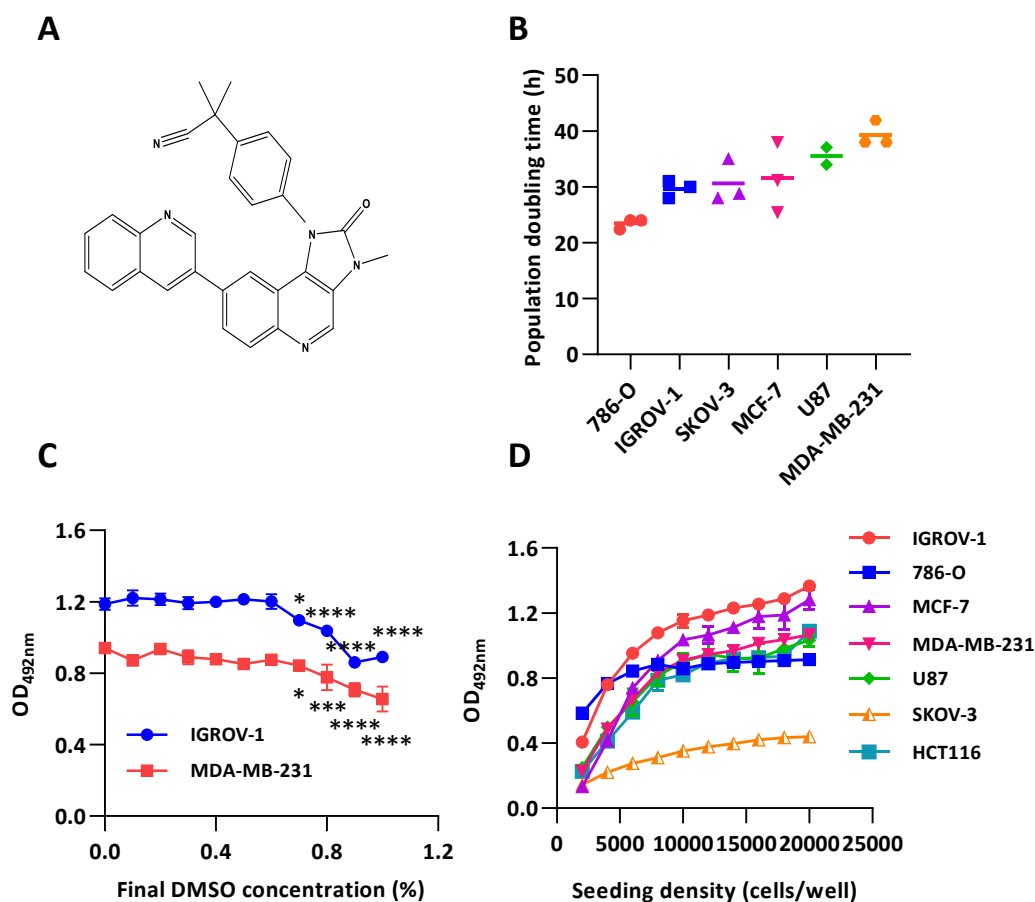 A
N
N
O
N
N
N
B
Population doubling time (h)
50
40
30
20
10
0
786-O
IGROV-1
SKOV-3
MCF-7
U87
MDA-MB-231
C
OD492nm
1.6
1.2
0.8
0.4
0.0
*
****
****
****
*
***
****
****
IGROV-1
MDA-MB-231
0.0 0.4 0.8 1.2
Final DMSO concentration (%)
D
OD492nm
1.6
1.2
0.8
0.4
0.0
0 5000 10000 15000 20000 25000
Seeding density (cells/well)
IGROV-1
786-O
MCF-7
MDA-MB-231
U87
SKOV-3
HCT116